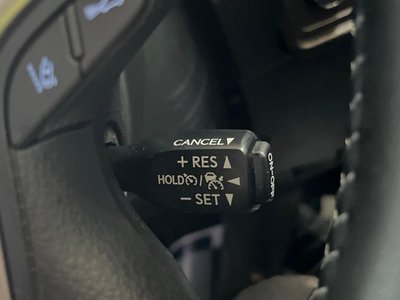 CANCEL▼
+ RES ▲
HOLD / ◄
− SET ▼
ON-OFF